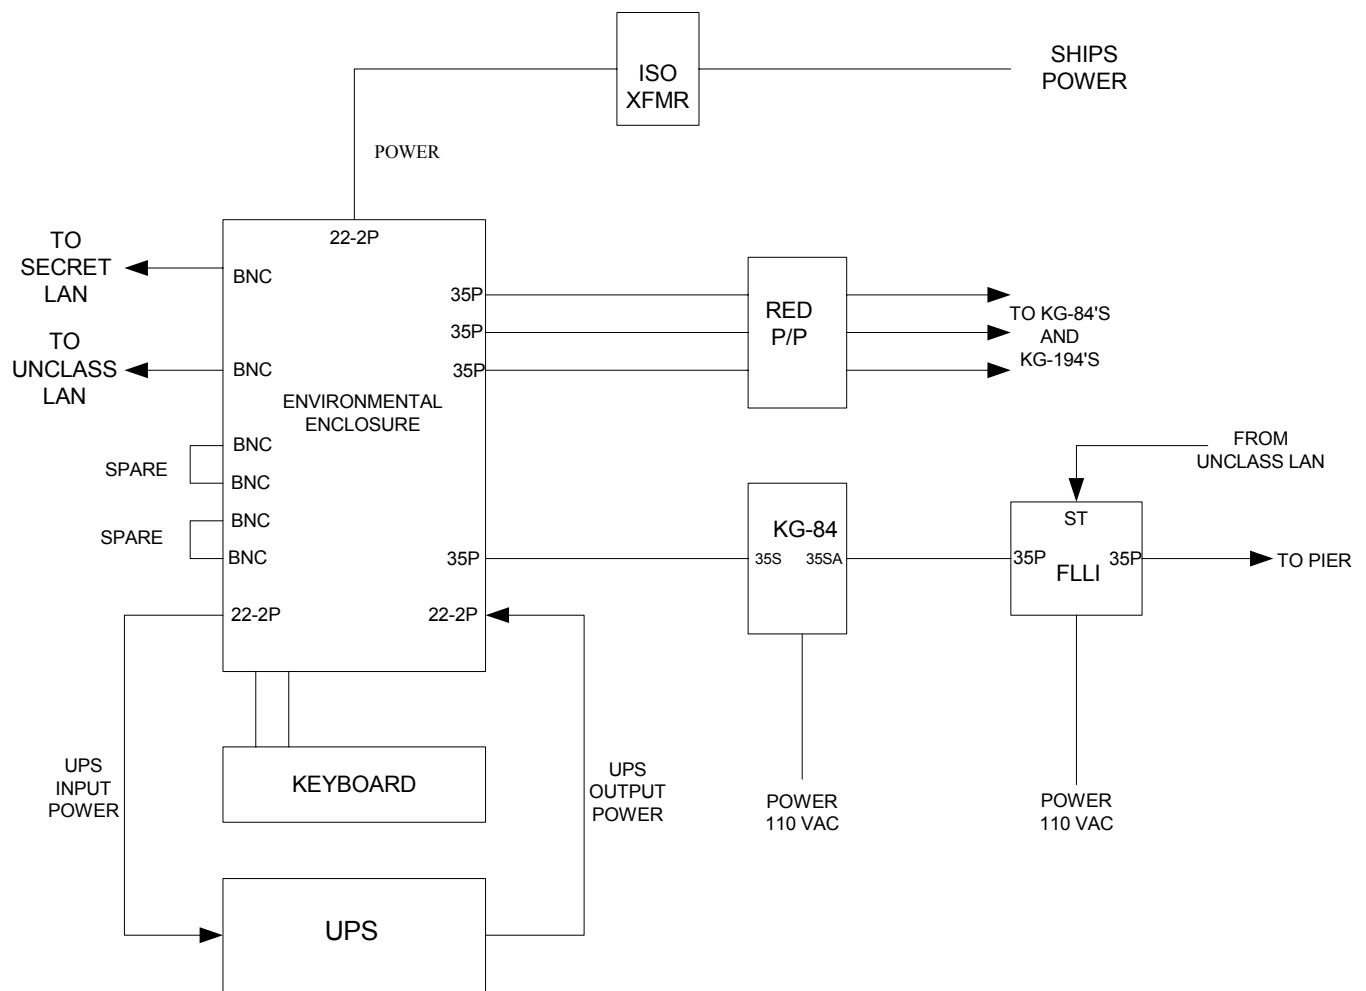 SHIPS
POWER
ISO
XFMR
POWER
22-2P
TO
SECRET
LAN
BNC
35P
35P
35P
RED
P/P
TO KG-84'S
AND
KG-194'S
TO
UNCLASS
LAN
BNC
ENVIRONMENTAL
ENCLOSURE
BNC
SPARE
BNC
BNC
SPARE
BNC
FROM
UNCLASS LAN
ST
KG-84
35P
35S
35SA
35P
35P
FLLI
TO PIER
22-2P
22-2P
UPS
INPUT
POWER
KEYBOARD
UPS
OUTPUT
POWER
POWER
110 VAC
POWER
110 VAC
UPS